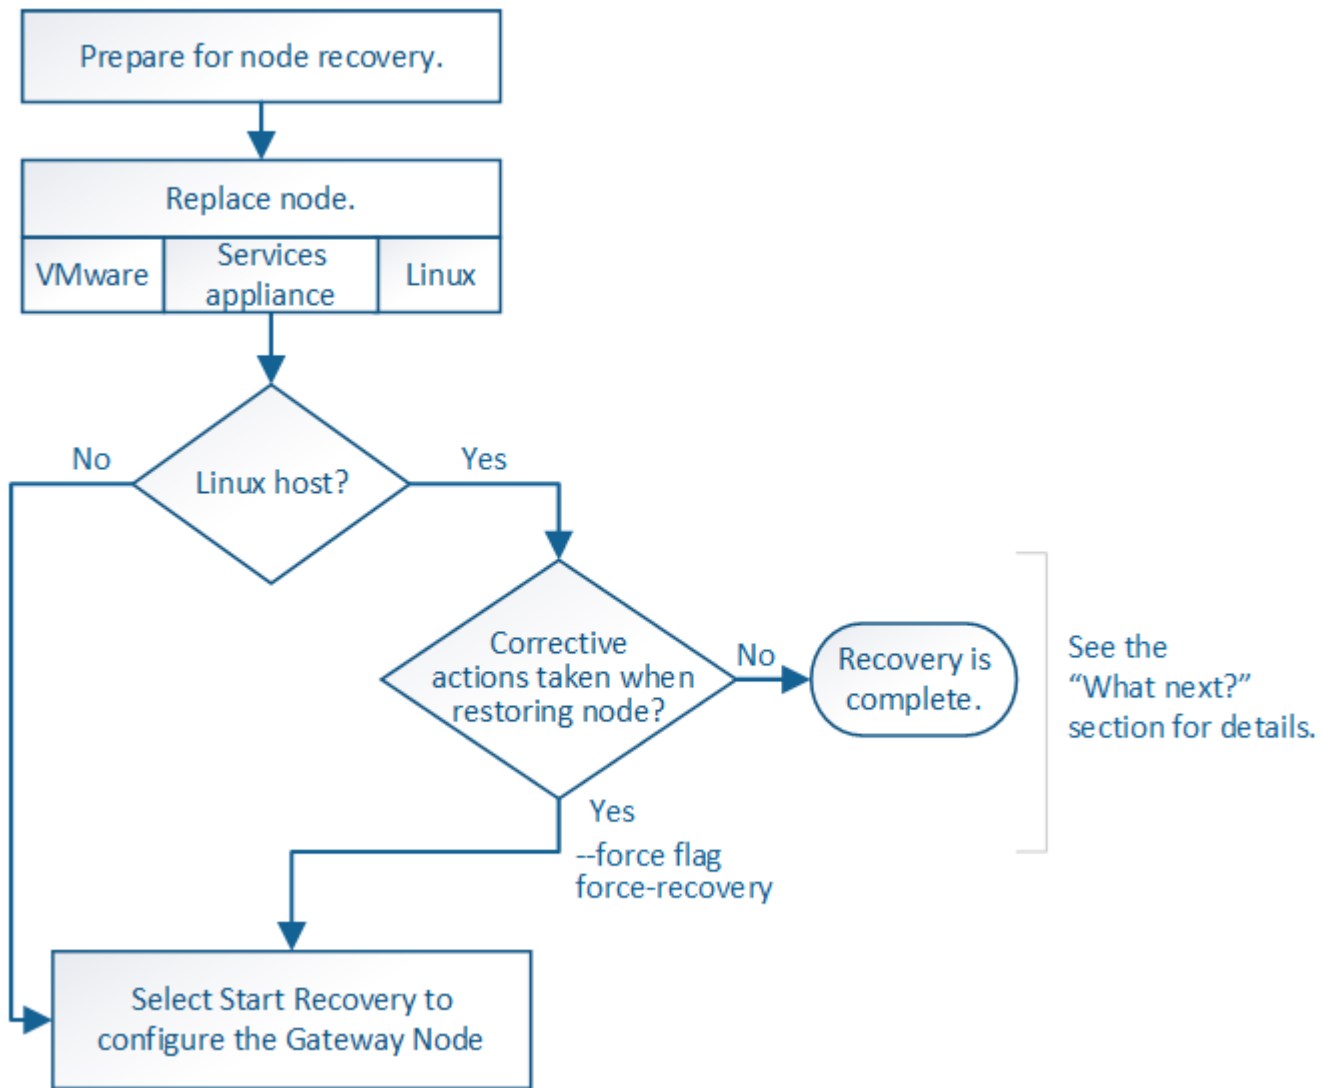 Prepare for node recovery.
Replace node.
VMware
Services
appliance
Linux
Linux host?
No
Yes
Corrective
actions taken when
restoring node?
No
Recovery is
complete.
See the
“What next?”
section for details.
Yes
--force flag
force-recovery
Select Start Recovery to
configure the Gateway Node